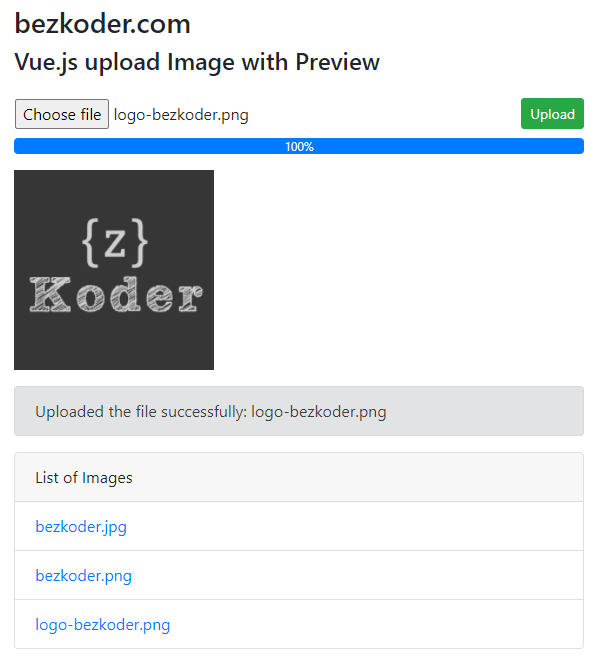 bezkoder.com
Vue.js upload Image with Preview
Choose file logo-bezkoder.png Upload
100%
{z}
Koder
Uploaded the file successfully: logo-bezkoder.png
List of Images
bezkoder.jpg
bezkoder.png
logo-bezkoder.png